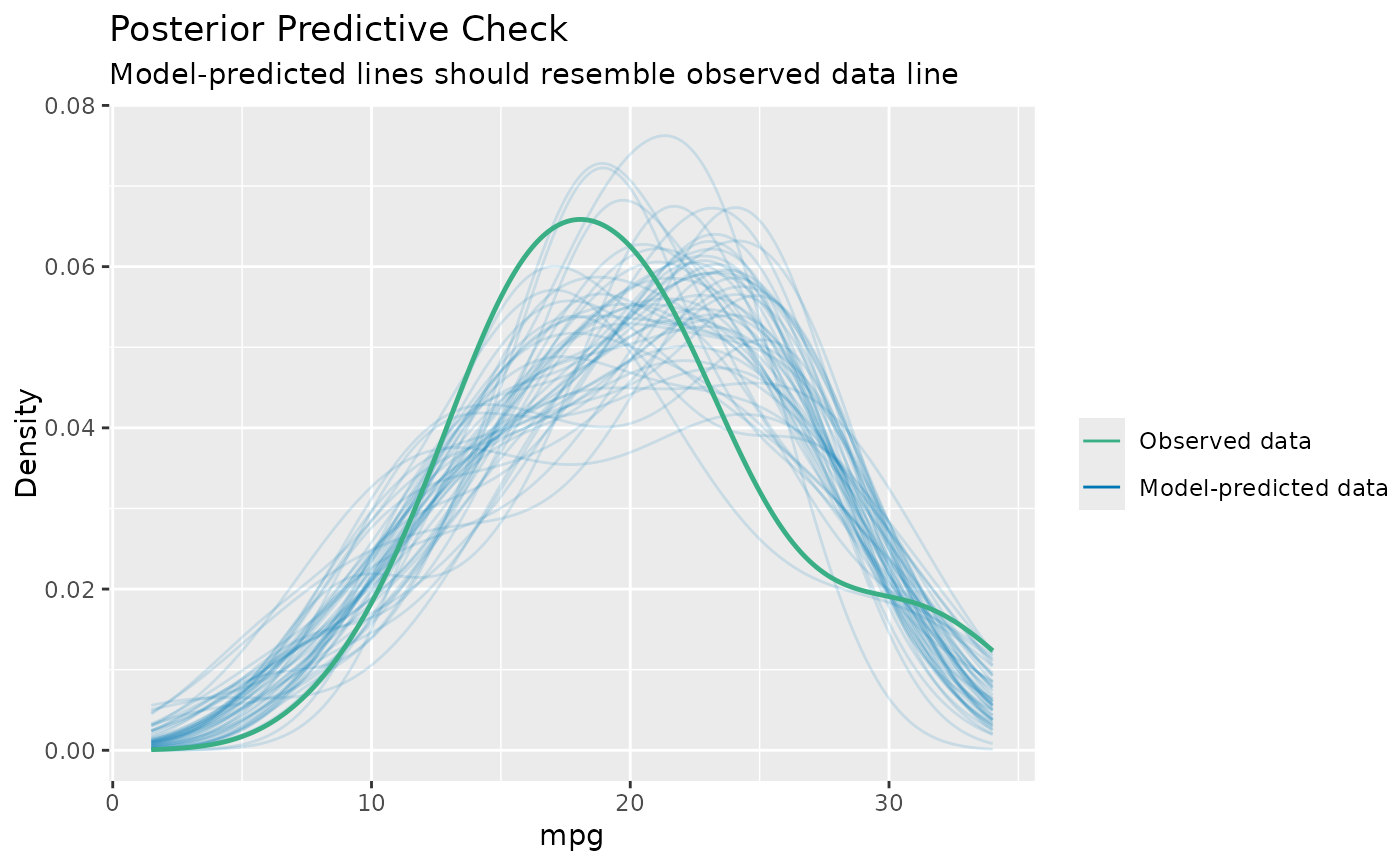 Posterior Predictive Check
Model-predicted lines should resemble observed data line
0.08
0.06
0.04
0.02
0.00
Density
0
10
20
30
mpg
Observed data
Model-predicted data